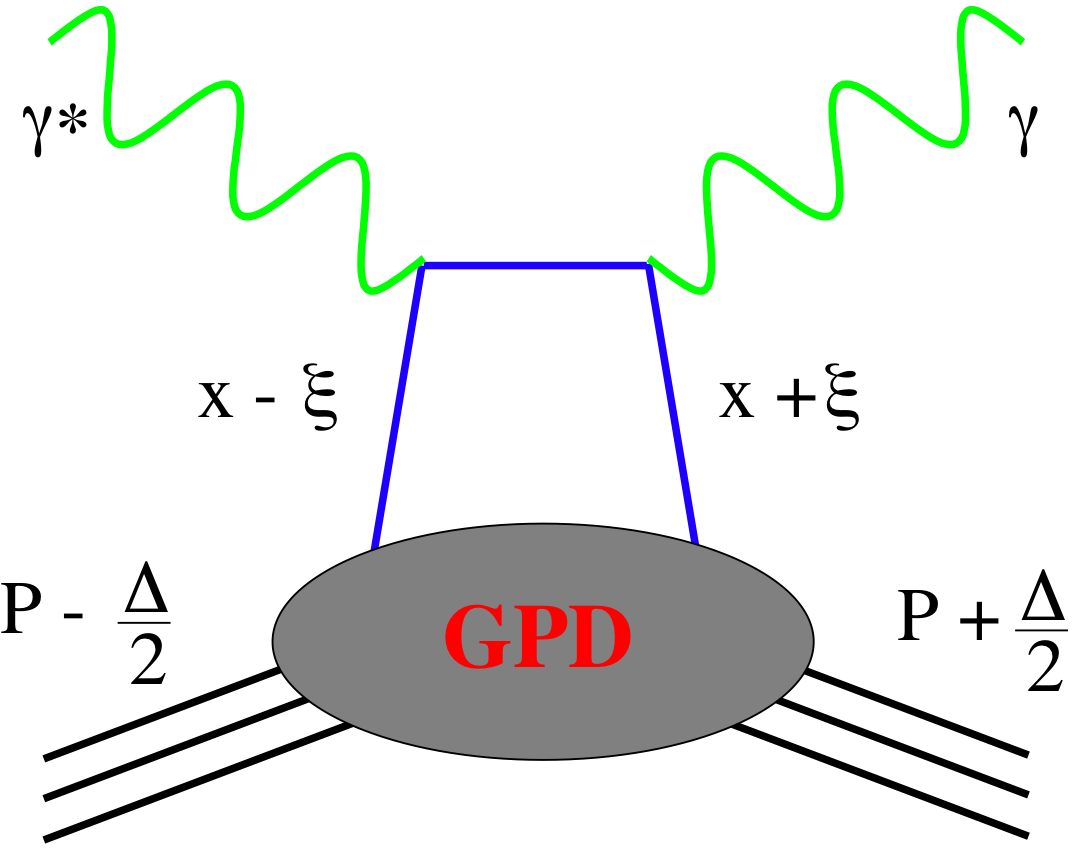 γ*
γ
x - ξ
x + ξ
P - Δ/2
GPD
P + Δ/2